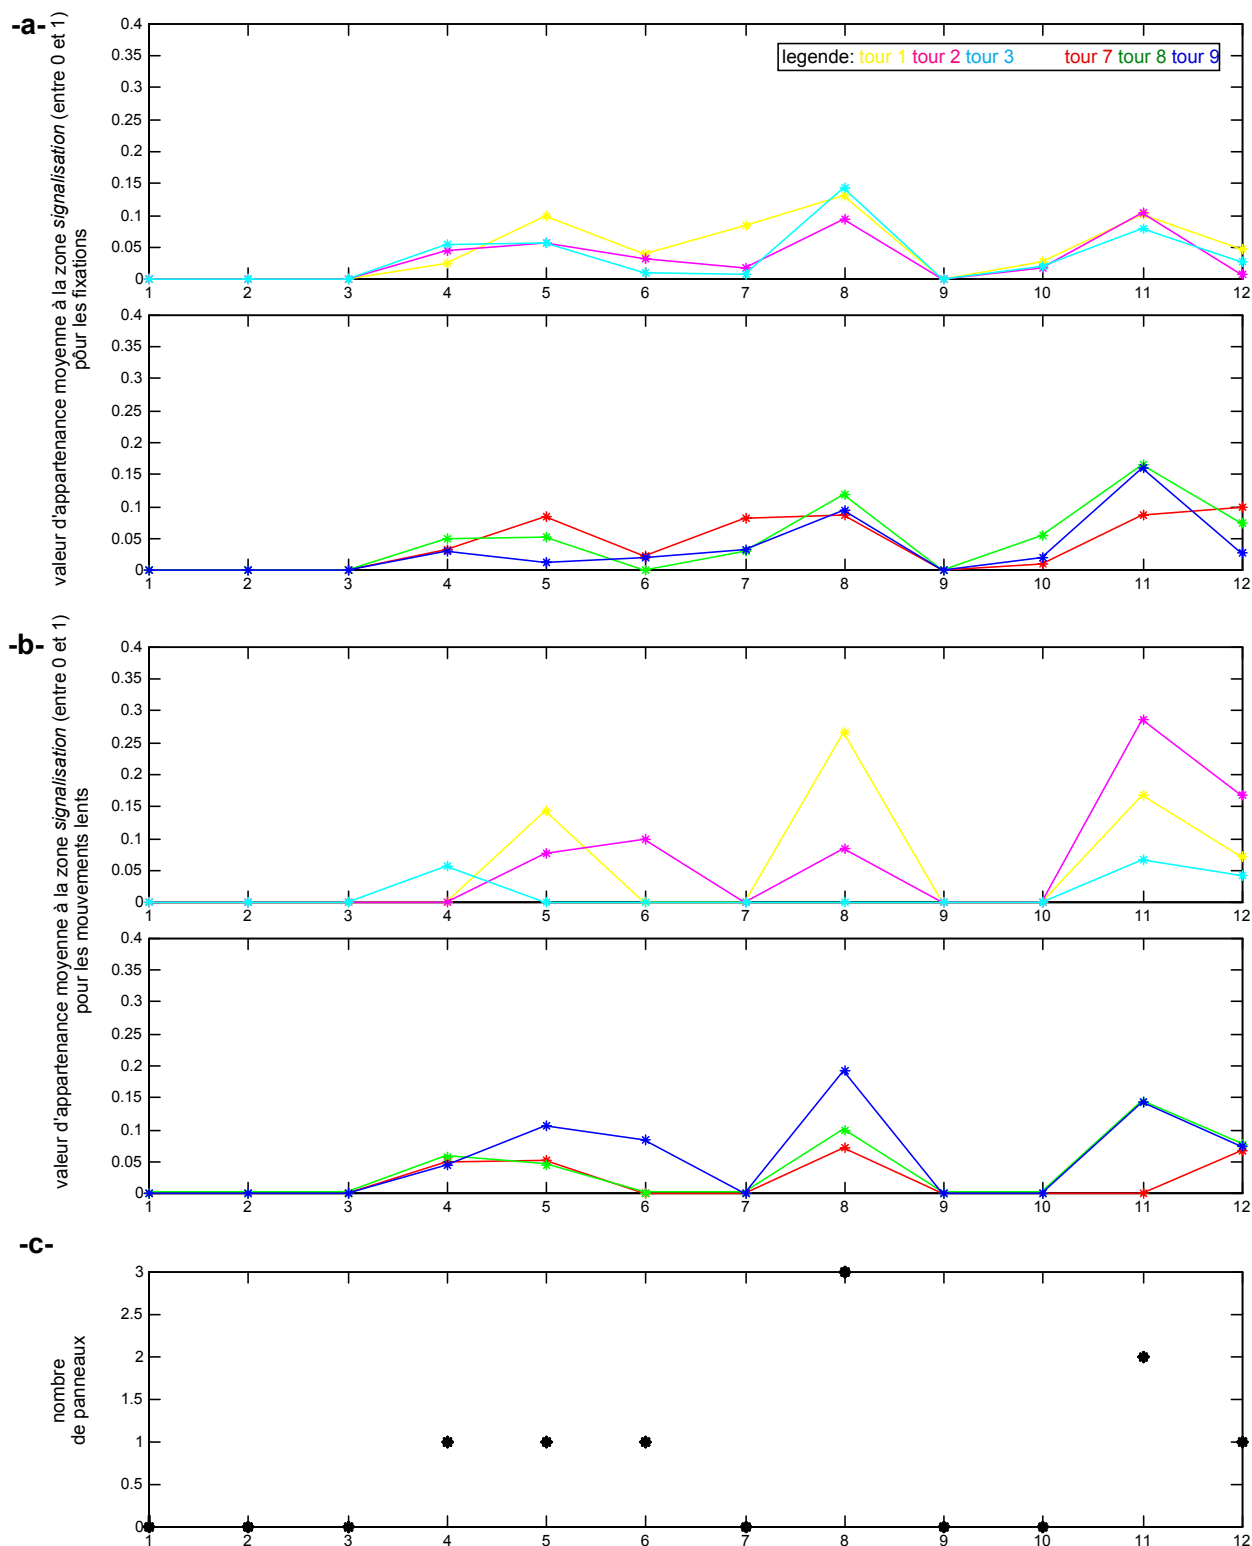 -a-
valeur d'appartenance moyenne à la zone signalisation (entre 0 et 1)
pôur les fixations
0.4
0.35
0.3
0.25
0.2
0.15
0.1
0.05
0
legende: tour 1 tour 2 tour 3 tour 7 tour 8 tour 9
1 2 3 4 5 6 7 8 9 10 11 12
0.4
0.35
0.3
0.25
0.2
0.15
0.1
0.05
0
1 2 3 4 5 6 7 8 9 10 11 12
-b-
valeur d'appartenance moyenne à la zone signalisation (entre 0 et 1)
pour les mouvements lents
0.4
0.35
0.3
0.25
0.2
0.15
0.1
0.05
0
1 2 3 4 5 6 7 8 9 10 11 12
0.4
0.35
0.3
0.25
0.2
0.15
0.1
0.05
0
1 2 3 4 5 6 7 8 9 10 11 12
-c-
nombre
de panneaux
3
2.5
2
1.5
1
0.5
0
1 2 3 4 5 6 7 8 9 10 11 12